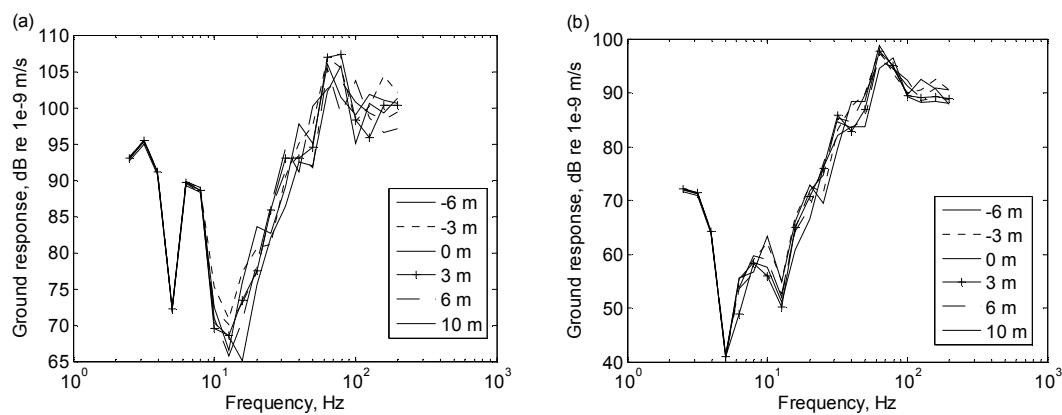 (a)
Ground response, dB re 1e-9 m/s
110
105
100
95
90
85
80
75
70
65
10^0
10^1
10^2
10^3
Frequency, Hz
-6 m
-3 m
0 m
3 m
6 m
10 m
(b)
Ground response, dB re 1e-9 m/s
100
90
80
70
60
50
40
10^0
10^1
10^2
10^3
Frequency, Hz
-6 m
-3 m
0 m
3 m
6 m
10 m